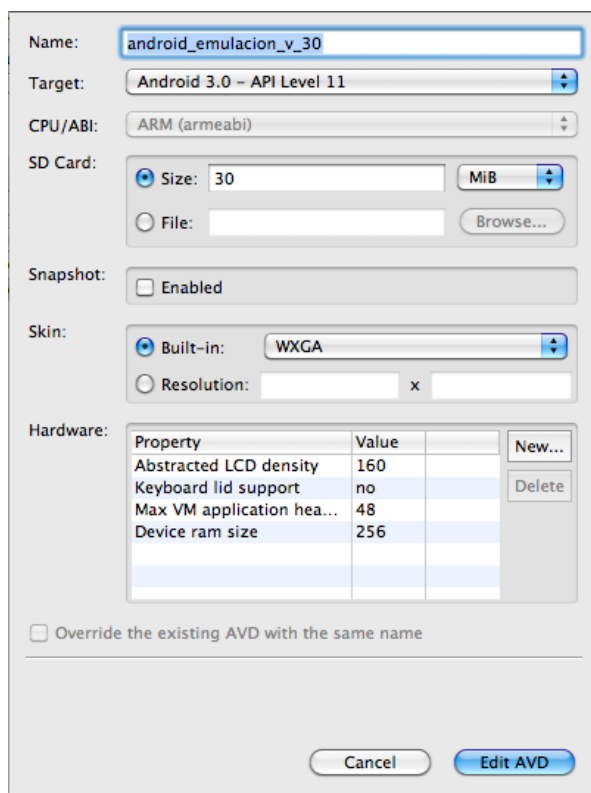 Name: android_emulacion_v_30
Target: Android 3.0 – API Level 11
CPU/ABI: ARM (armeabi)
SD Card:
Size: 30 MiB
File: Browse...
Snapshot:
Enabled
Skin:
Built-in: WXGA
Resolution: x
Hardware:
Property Value New...
Abstracted LCD density 160
Keyboard lid support no Delete
Max VM application hea... 48
Device ram size 256
Override the existing AVD with the same name
Cancel Edit AVD